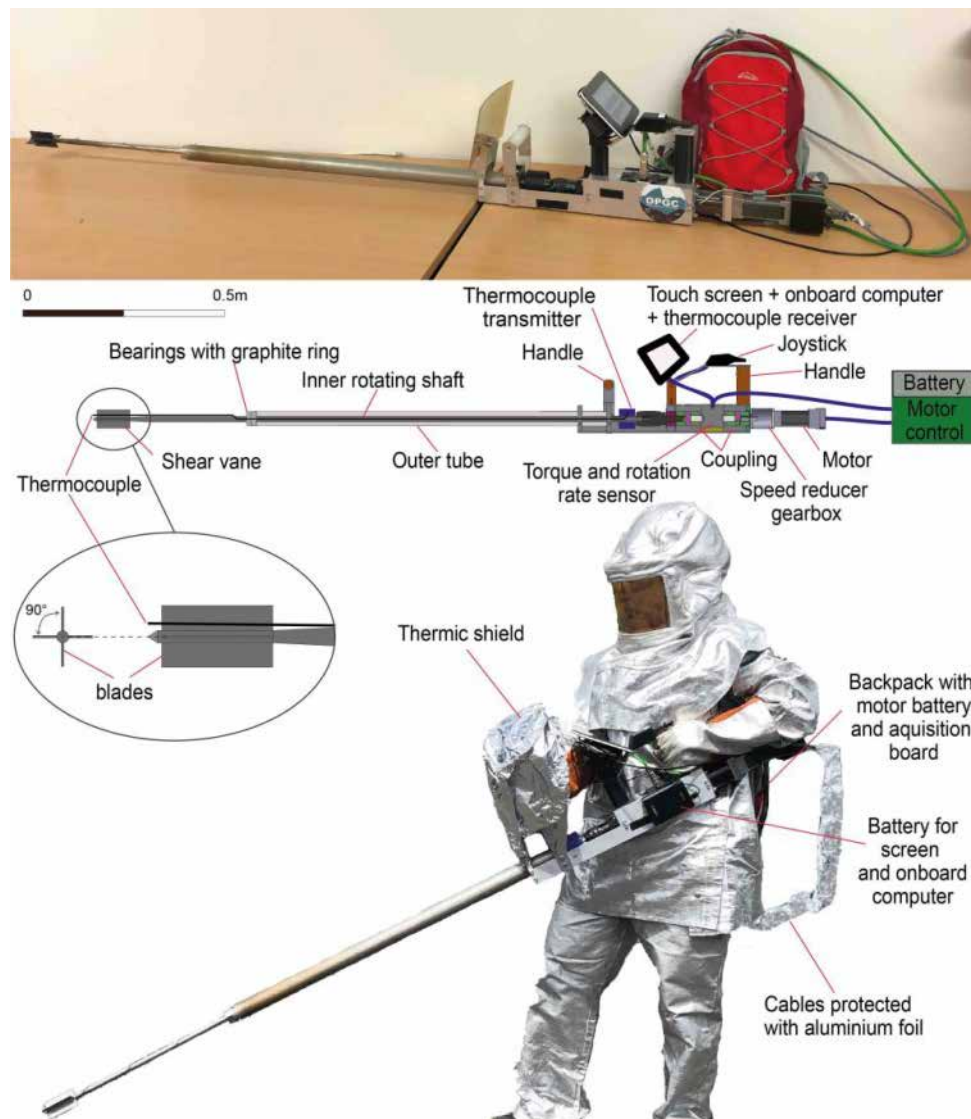 OPGC
0 0.5m
Thermocouple
transmitter
Touch screen + onboard computer
+ thermocouple receiver
Joystick
Handle
Bearings with graphite ring
Handle
Inner rotating shaft
Battery
Motor
control
Shear vane
Outer tube
Thermocouple
Torque and rotation
rate sensor
Coupling
Motor
Speed reducer
gearbox
90°
blades
Thermic shield
Backpack with
motor battery
and aquisition
board
Battery for
screen
and onboard
computer
Cables protected
with aluminium foil